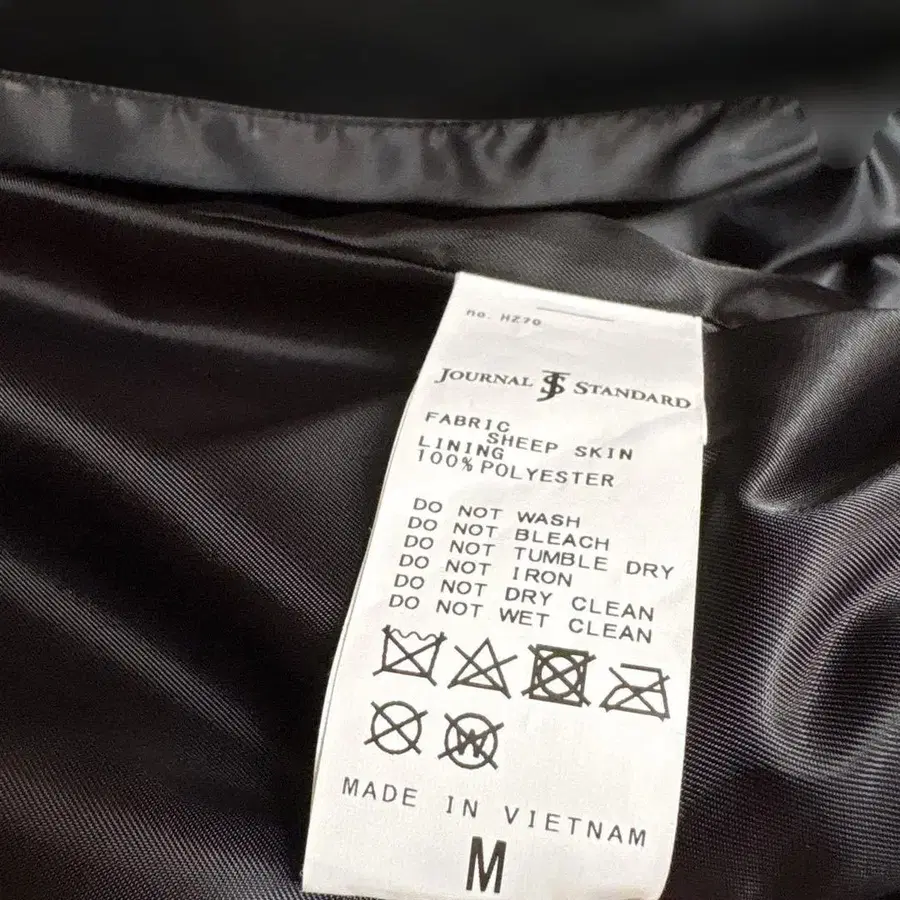 no. HZ70
JOURNAL JS STANDARD
FABRIC
SHEEP SKIN
LINING
100% POLYESTER
DO NOT WASH
DO NOT BLEACH
DO NOT TUMBLE DRY
DO NOT IRON
DO NOT DRY CLEAN
DO NOT WET CLEAN
W
MADE IN VIETNAM
M